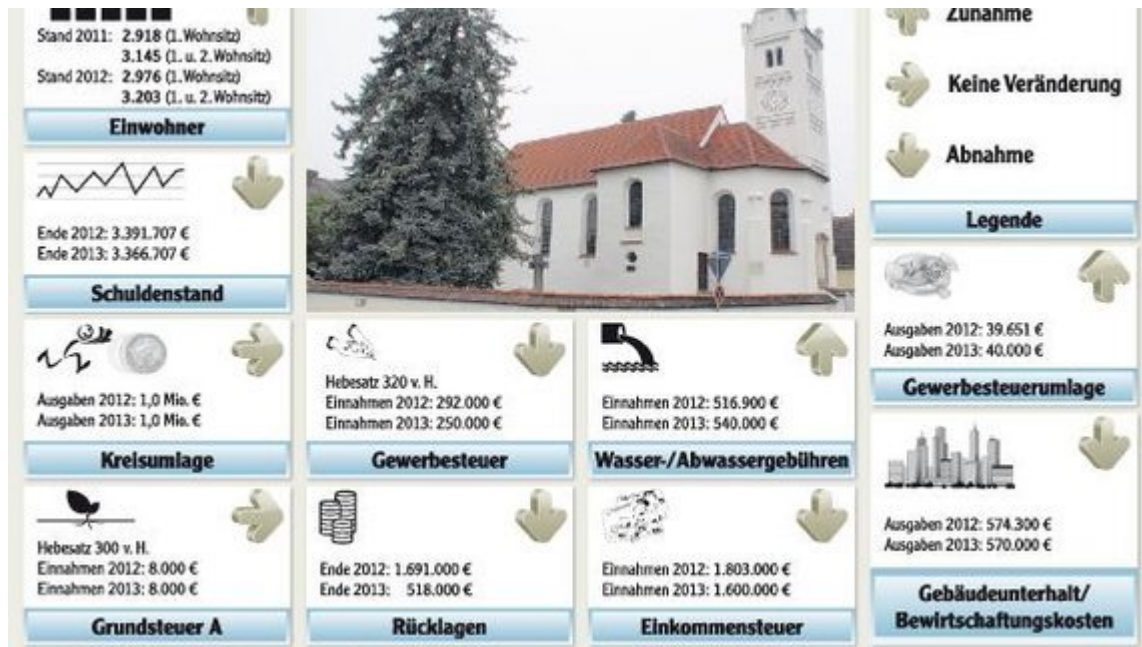 Stand 2011: 2.918 (1. Wohnsitz)
3.145 (1. u. 2. Wohnsitz)
Stand 2012: 2.976 (1. Wohnsitz)
3.203 (1. u. 2. Wohnsitz)
Einwohner
Ende 2012: 3.391.707 €
Ende 2013: 3.366.707 €
Schuldenstand
Ausgaben 2012: 1,0 Mio. €
Ausgaben 2013: 1,0 Mio. €
Kreisumlage
Hebesatz 300 v. H.
Einnahmen 2012: 8.000 €
Einnahmen 2013: 8.000 €
Grundsteuer A
Hebesatz 320 v. H.
Einnahmen 2012: 292.000 €
Einnahmen 2013: 250.000 €
Gewerbesteuer
Ende 2012: 1.691.000 €
Ende 2013: 518.000 €
Rücklagen
Einnahmen 2012: 516.900 €
Einnahmen 2013: 540.000 €
Wasser-/Abwassergebühren
Einnahmen 2012: 1.803.000 €
Einnahmen 2013: 1.600.000 €
Einkommensteuer
Zunahme
Keine Veränderung
Abnahme
Legende
Ausgaben 2012: 39.651 €
Ausgaben 2013: 40.000 €
Gewerbesteuerumlage
Ausgaben 2012: 574.300 €
Ausgaben 2013: 570.000 €
Gebäudeunterhalt/
Bewirtschaftungskosten